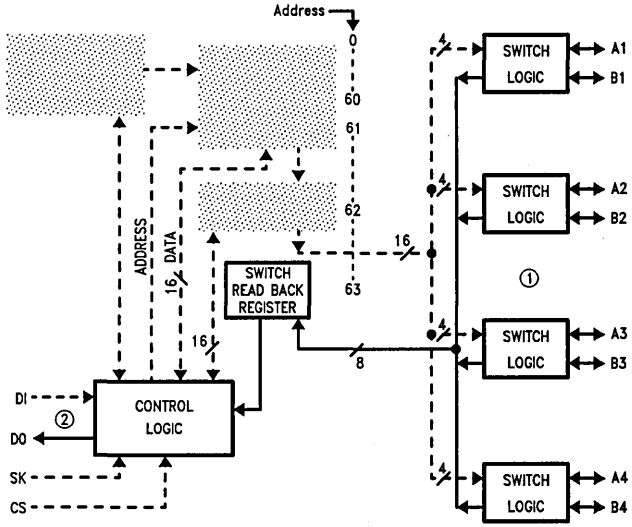 Address
0
60
61
62
63
ADDRESS
16 DATA
16
SWITCH
READ BACK
REGISTER
16
8
4
SWITCH
LOGIC
A1
B1
4
SWITCH
LOGIC
A2
B2
①
4
SWITCH
LOGIC
A3
B3
4
SWITCH
LOGIC
A4
B4
DI
②
DO
SK
CS
CONTROL
LOGIC